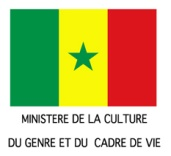 MINISTERE DE LA CULTURE
DU GENRE ET DU CADRE DE VIE